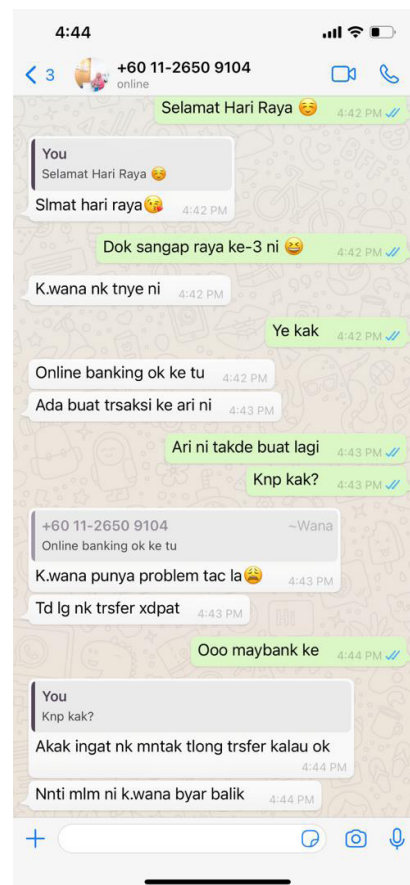 4:44
3
+60 11-2650 9104
online
Selamat Hari Raya ☺️ 4:42 PM
You
Selamat Hari Raya ☺️
Slmat hari raya😘 4:42 PM
Dok sangap raya ke-3 ni 😆 4:42 PM
K.wana nk tnye ni 4:42 PM
Ye kak 4:42 PM
Online banking ok ke tu 4:42 PM
Ada buat trsaksi ke ari ni 4:43 PM
Ari ni takde buat lagi 4:43 PM
Knp kak? 4:43 PM
+60 11-2650 9104 ~Wana
Online banking ok ke tu
K.wana punya problem tac la😩 4:43 PM
Td lg nk trsfer xdpat 4:43 PM
Ooo maybank ke 4:44 PM
You
Knp kak?
Akak ingat nk mntak tlong trsfer kalau ok
4:44 PM
Nnti mlm ni k.wana byar balik 4:44 PM